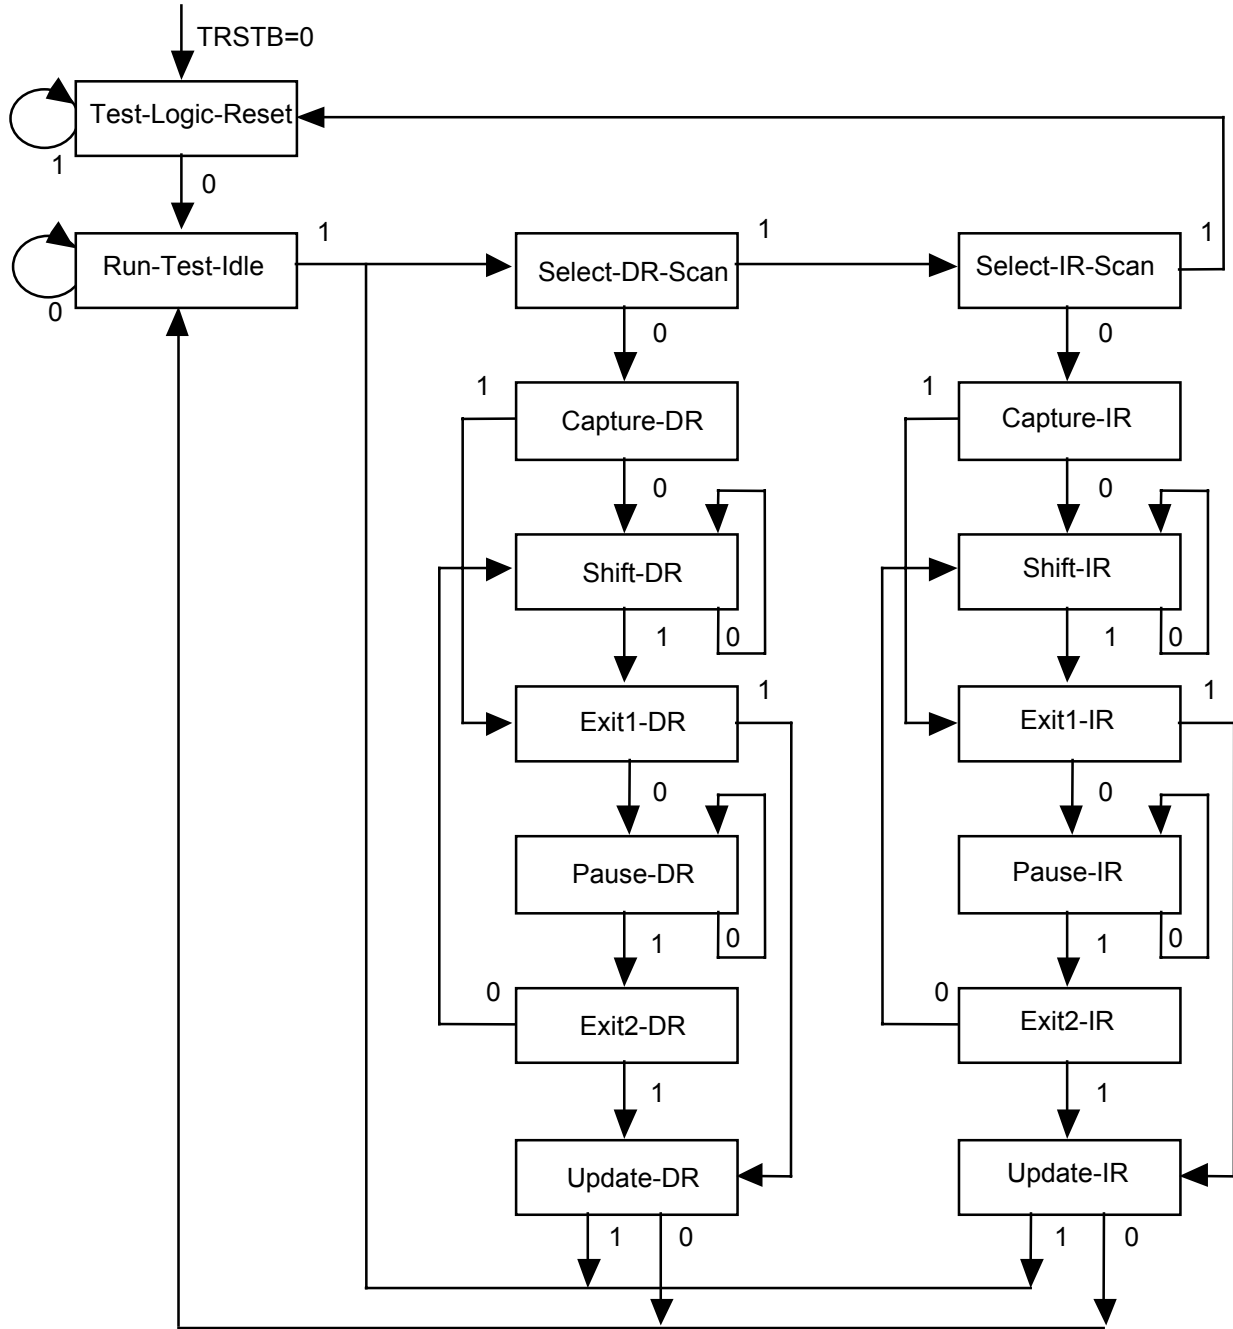 TRSTB=0
Test-Logic-Reset
1
0
Run-Test-Idle
1
0
Select-DR-Scan
1
0
Select-IR-Scan
1
0
1
Capture-DR
0
1
Capture-IR
0
Shift-DR
1
0
Shift-IR
1
0
Exit1-DR
1
0
Exit1-IR
1
0
Pause-DR
1
0
Pause-IR
1
0
0
Exit2-DR
1
0
Exit2-IR
1
Update-DR
1
0
Update-IR
1
0